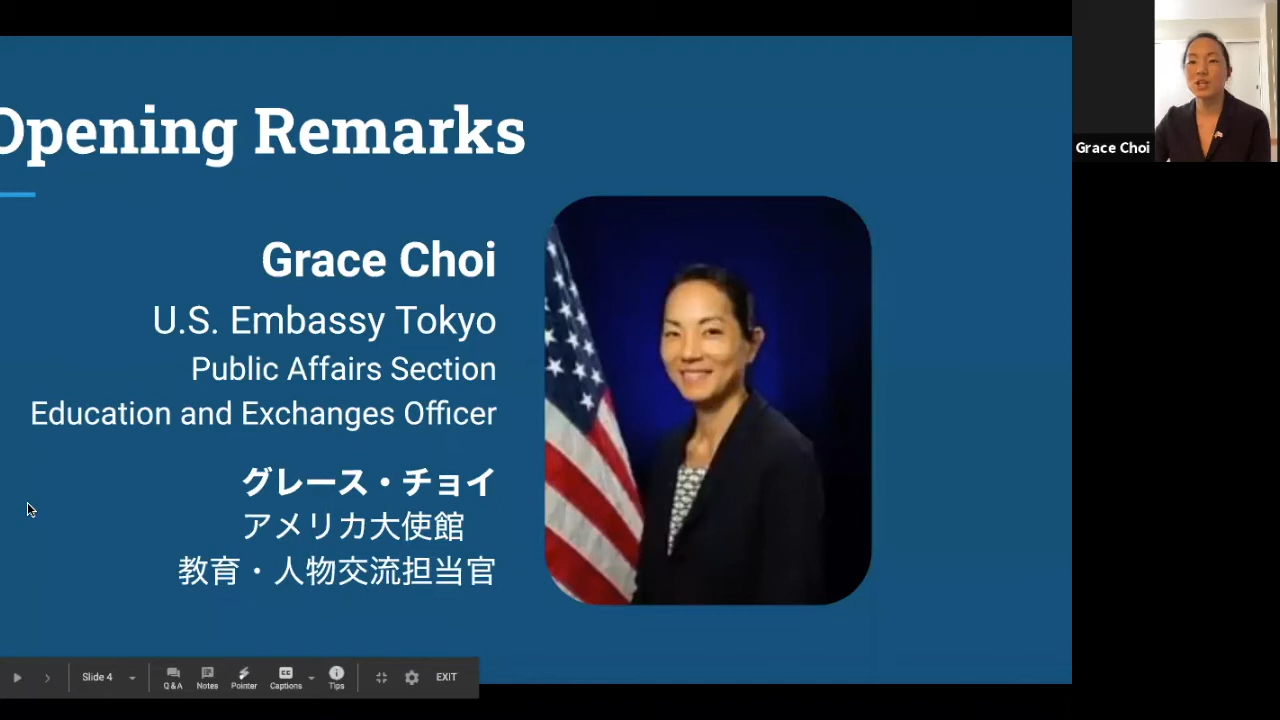 Opening Remarks
Grace Choi
U.S. Embassy Tokyo
Public Affairs Section
Education and Exchanges Officer
グレース・チョイ
アメリカ大使館
教育・人物交流担当官
Grace Choi
Slide 4
Q&A
Notes
Pointer
Captions
Tips
EXIT